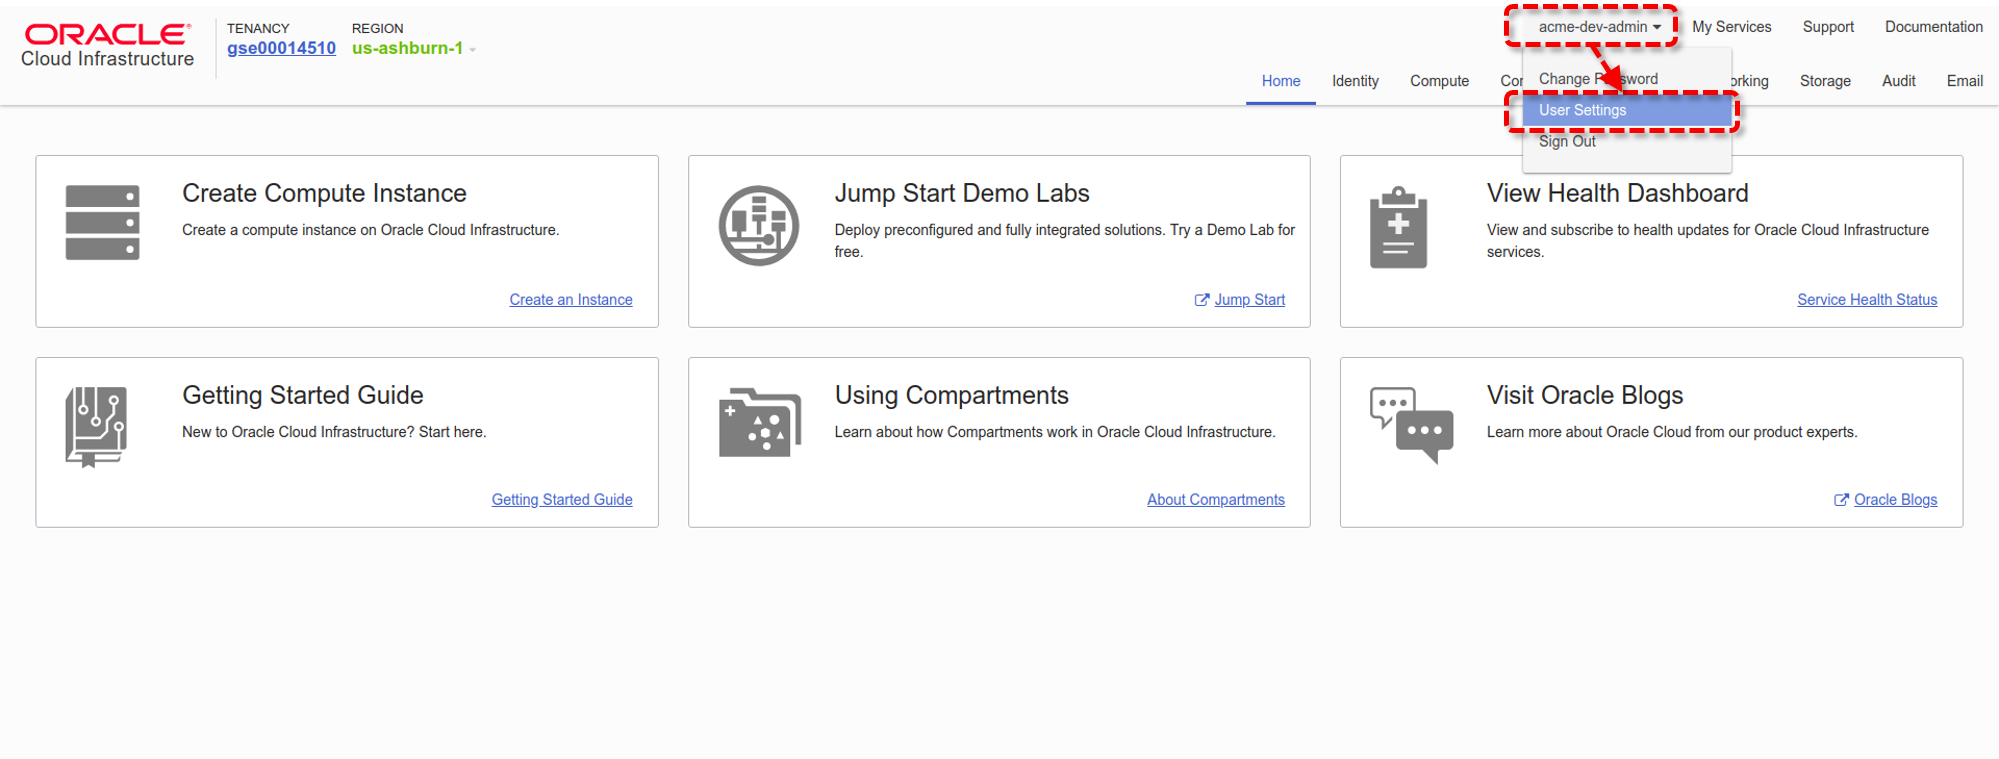 ORACLE®
Cloud Infrastructure
TENANCY
gse00014510
REGION
us-ashburn-1
acme-dev-admin
My Services
Support
Documentation
Home
Identity
Compute
Storage
Audit
Email
Change
User Settings
Sign Out
Create Compute Instance
Create a compute instance on Oracle Cloud Infrastructure.
Create an Instance
Jump Start Demo Labs
Deploy preconfigured and fully integrated solutions. Try a Demo Lab for
free.
Jump Start
View Health Dashboard
View and subscribe to health updates for Oracle Cloud Infrastructure
services.
Service Health Status
Getting Started Guide
New to Oracle Cloud Infrastructure? Start here.
Getting Started Guide
Using Compartments
Learn about how Compartments work in Oracle Cloud Infrastructure.
About Compartments
Visit Oracle Blogs
Learn more about Oracle Cloud from our product experts.
Oracle Blogs